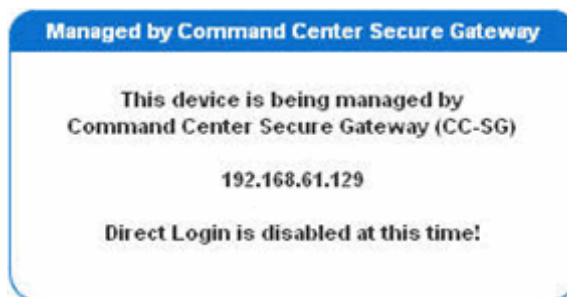 Managed by Command Center Secure Gateway
This device is being managed by
Command Center Secure Gateway (CC-SG)
192.168.61.129
Direct Login is disabled at this time!